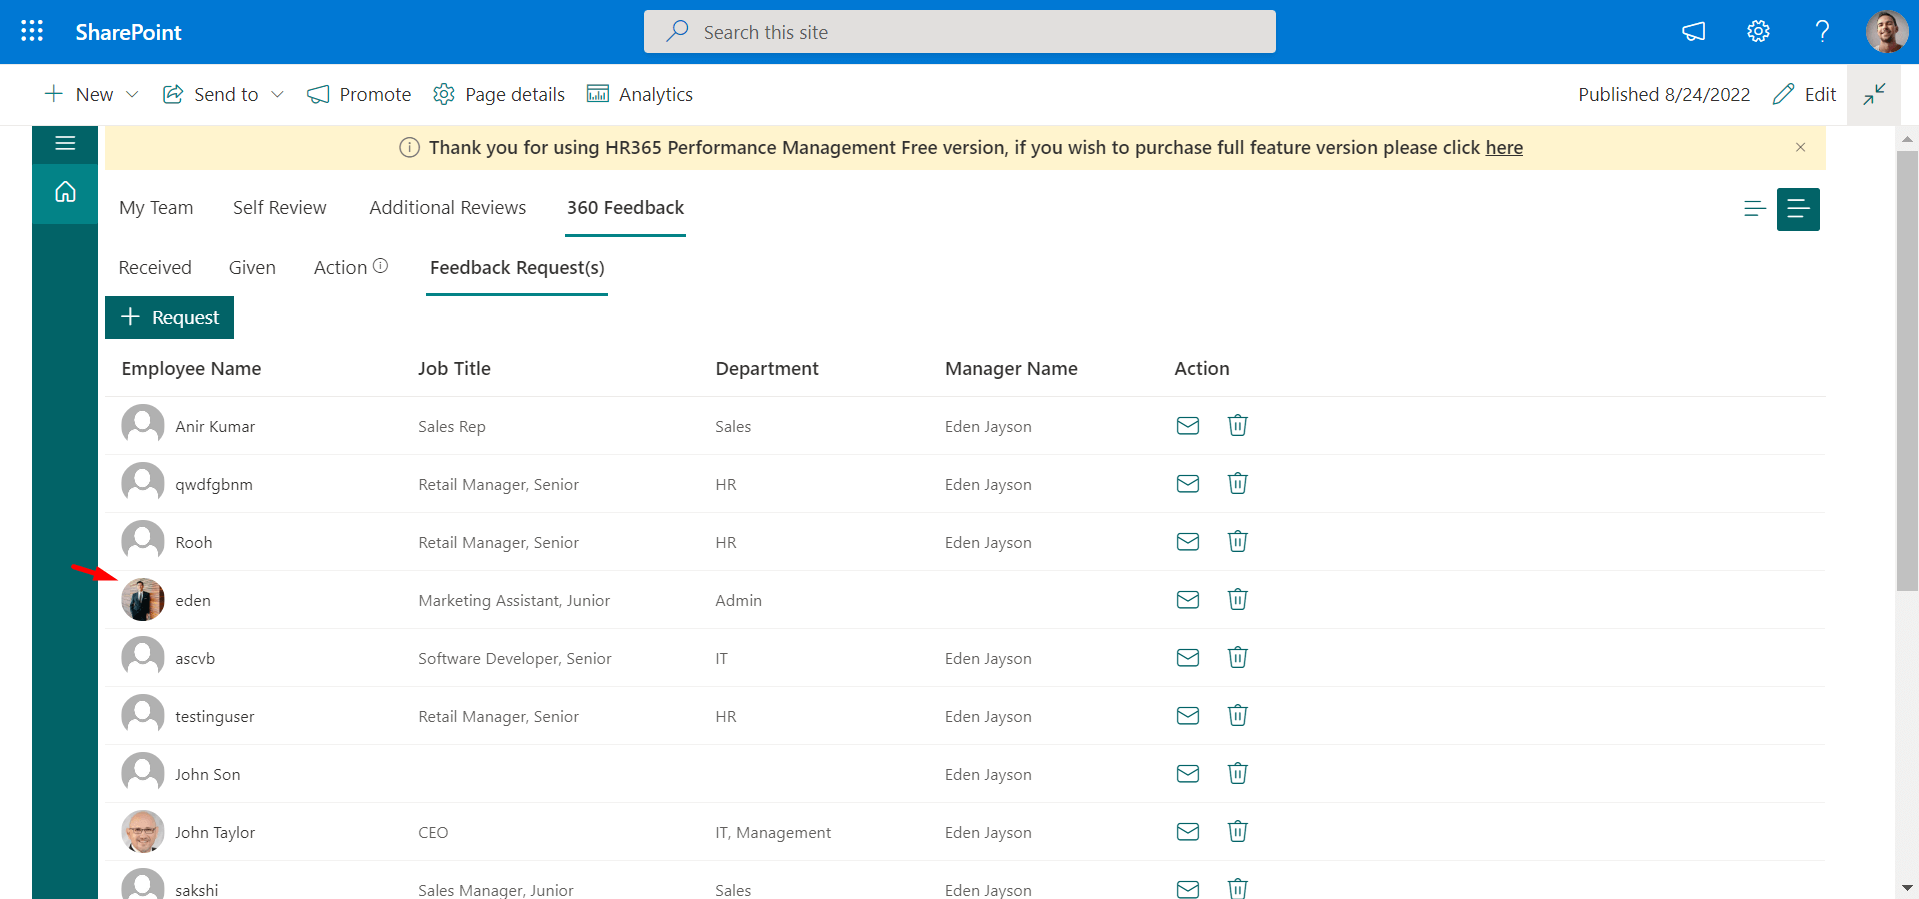 SharePoint
Search this site
?
New
Send to
Promote
Page details
Analytics
Published 8/24/2022
Edit
Thank you for using HR365 Performance Management Free version, if you wish to purchase full feature version please click here
My Team
Self Review
Additional Reviews
360 Feedback
Received
Given
Action
Feedback Request(s)
+ Request
Employee Name Job Title Department Manager Name Action
Anir Kumar Sales Rep Sales Eden Jayson
qwdfgbnm Retail Manager, Senior HR Eden Jayson
Rooh Retail Manager, Senior HR Eden Jayson
eden Marketing Assistant, Junior Admin
ascvb Software Developer, Senior IT Eden Jayson
testinguser Retail Manager, Senior HR Eden Jayson
John Son Eden Jayson
John Taylor CEO IT, Management Eden Jayson
sakshi Sales Manager, Junior Sales Eden Jayson